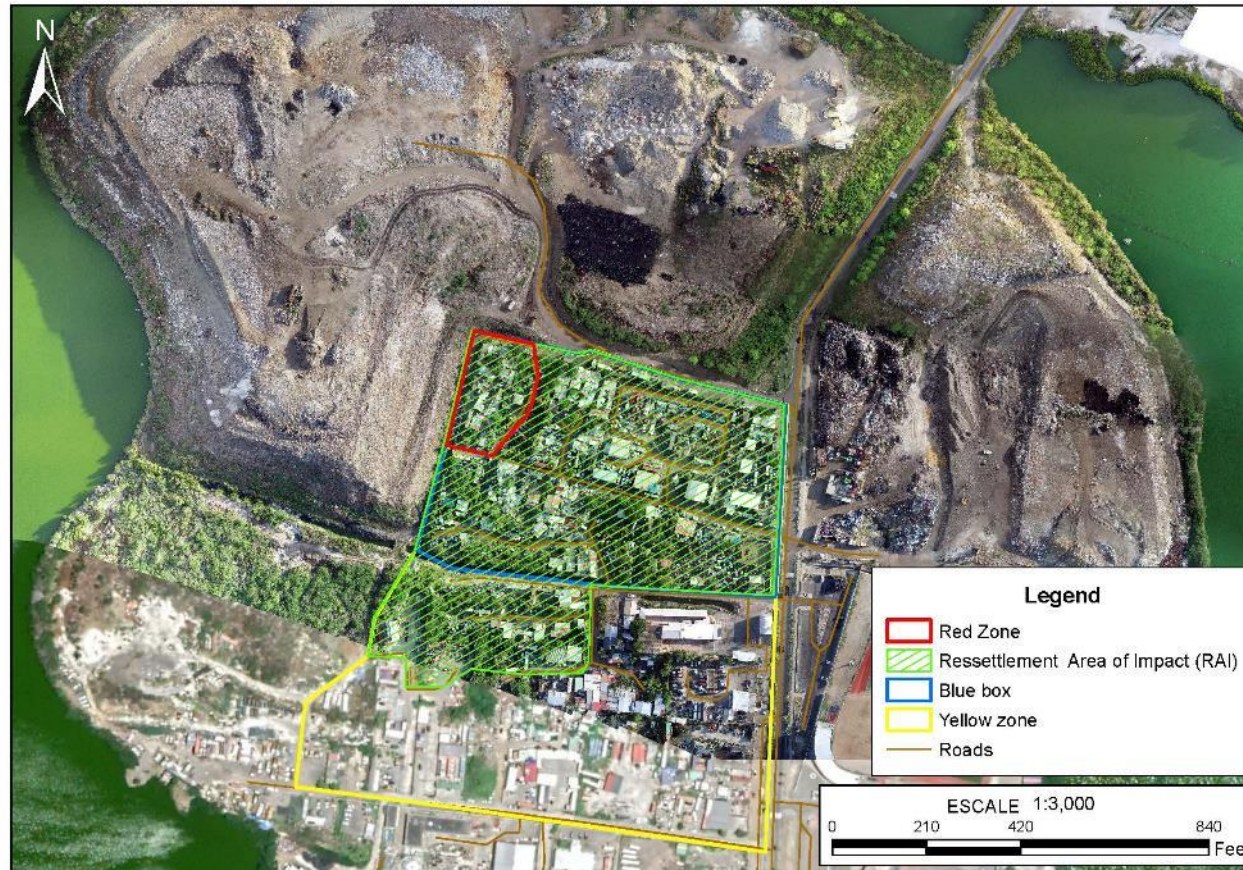 N
Legend
Red Zone
Ressettlement Area of Impact (RAI)
Blue box
Yellow zone
Roads
ESCALE 1:3,000
0 210 420 840
Fee